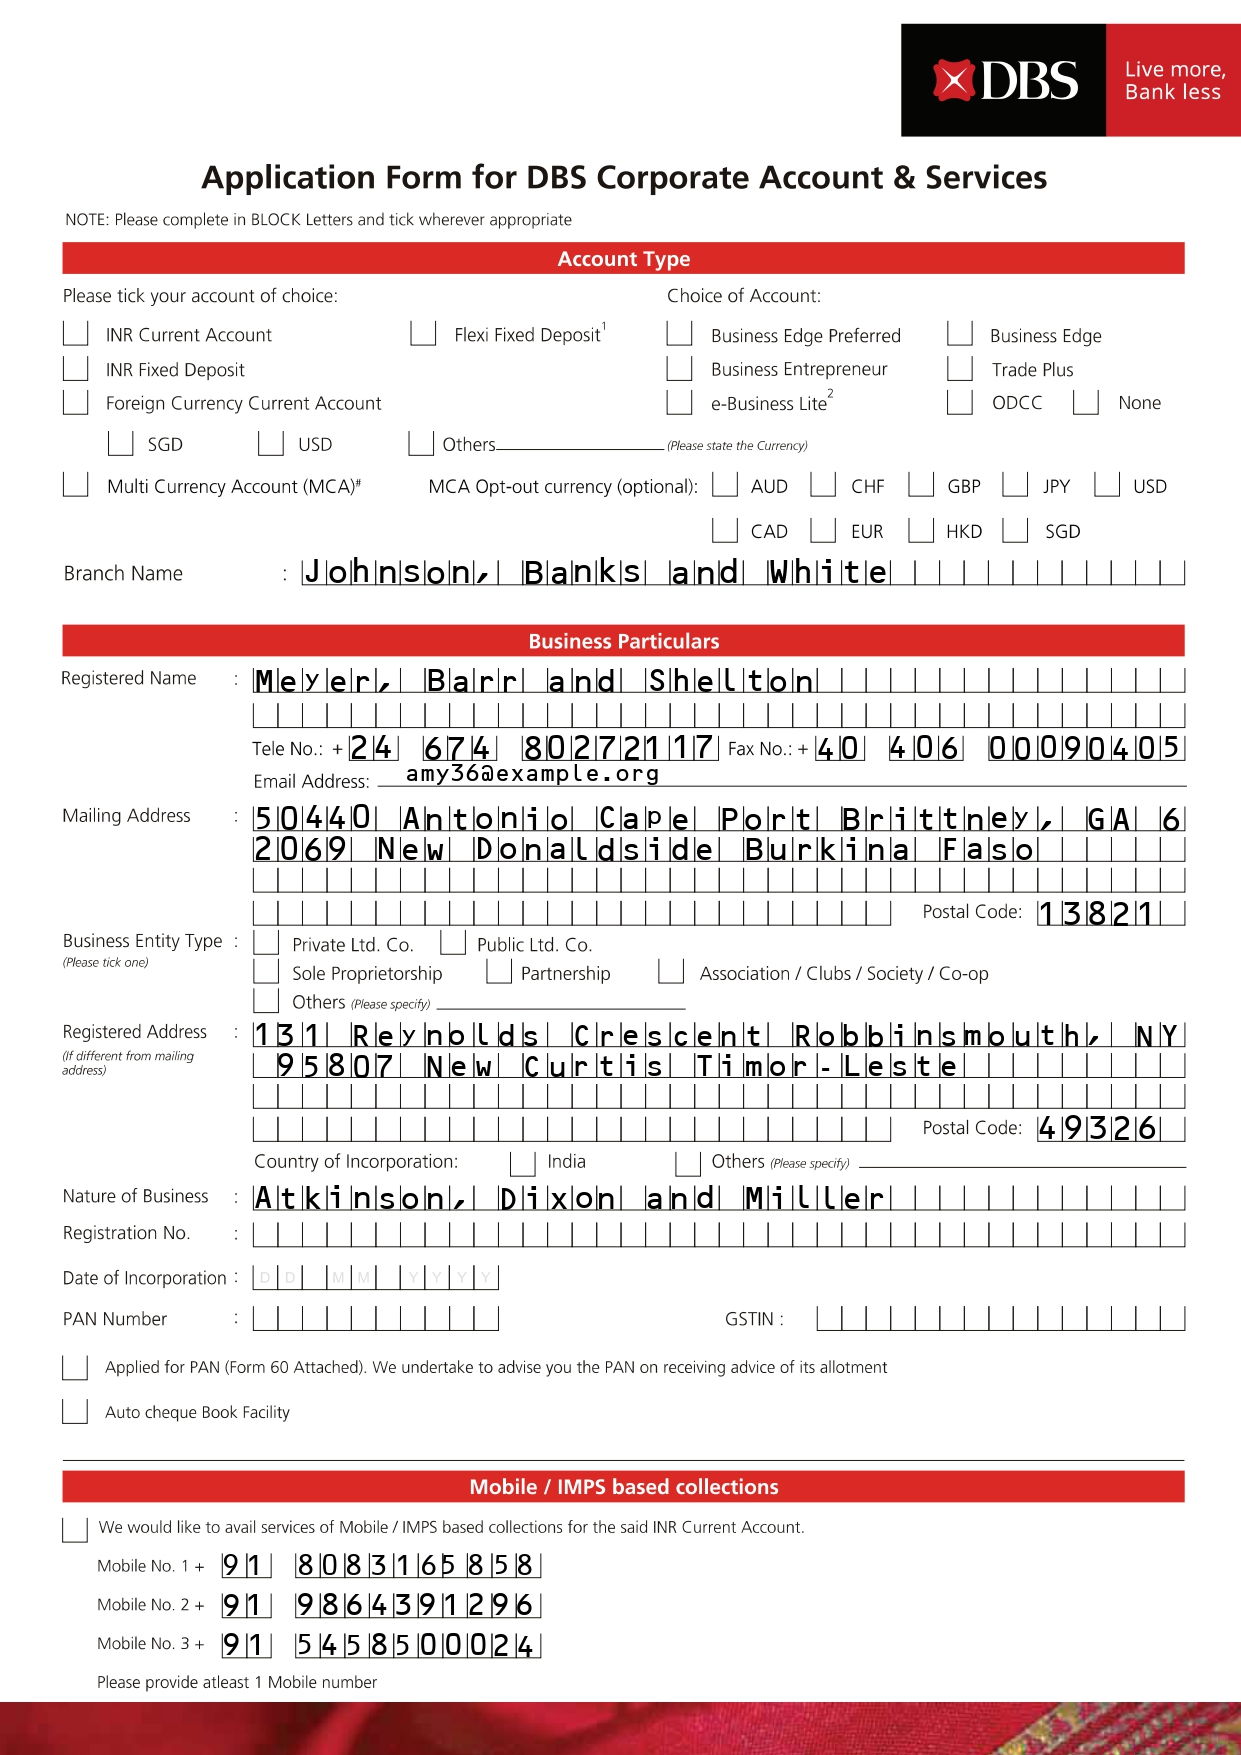 DBS Live more,
Bank less
Application Form for DBS Corporate Account & Services
NOTE: Please complete in BLOCK Letters and tick wherever appropriate
Account Type
Please tick your account of choice: Choice of Account:
INR Current Account Flexi Fixed Deposit1 Business Edge Preferred Business Edge
INR Fixed Deposit Business Entrepreneur Trade Plus
Foreign Currency Current Account e-Business Lite2 ODCC None
SGD USD Others (Please state the Currency)
Multi Currency Account (MCA)# MCA Opt-out currency (optional): AUD CHF GBP JPY USD
CAD EUR HKD SGD
Branch Name : Johnson, Banks and White
Business Particulars
Registered Name : Meyer, Barr and Shelton
Tele No.: + 24 674 80272117 Fax No.: + 40 406 00090405
Email Address: amy36@example.org
Mailing Address : 50440 Antonio Cape Port Brittney, GA 6
2069 New Donaldside Burkina Faso
Postal Code: 13821
Business Entity Type : Private Ltd. Co. Public Ltd. Co.
(Please tick one)
Sole Proprietorship Partnership Association / Clubs / Society / Co-op
Others (Please specify)
Registered Address : 131 Reynolds Crescent Robbinsmouth, NY
(If different from mailing address) 95807 New Curtis Timor-Leste
Postal Code: 49326
Country of Incorporation: India Others (Please specify)
Nature of Business : Atkinson, Dixon and Miller
Registration No. :
Date of Incorporation : D D M M Y Y Y Y
PAN Number : GSTIN :
Applied for PAN (Form 60 Attached). We undertake to advise you the PAN on receiving advice of its allotment
Auto cheque Book Facility
Mobile / IMPS based collections
We would like to avail services of Mobile / IMPS based collections for the said INR Current Account.
Mobile No. 1 + 91 8083165858
Mobile No. 2 + 91 9864391296
Mobile No. 3 + 91 5458500024
Please provide atleast 1 Mobile number